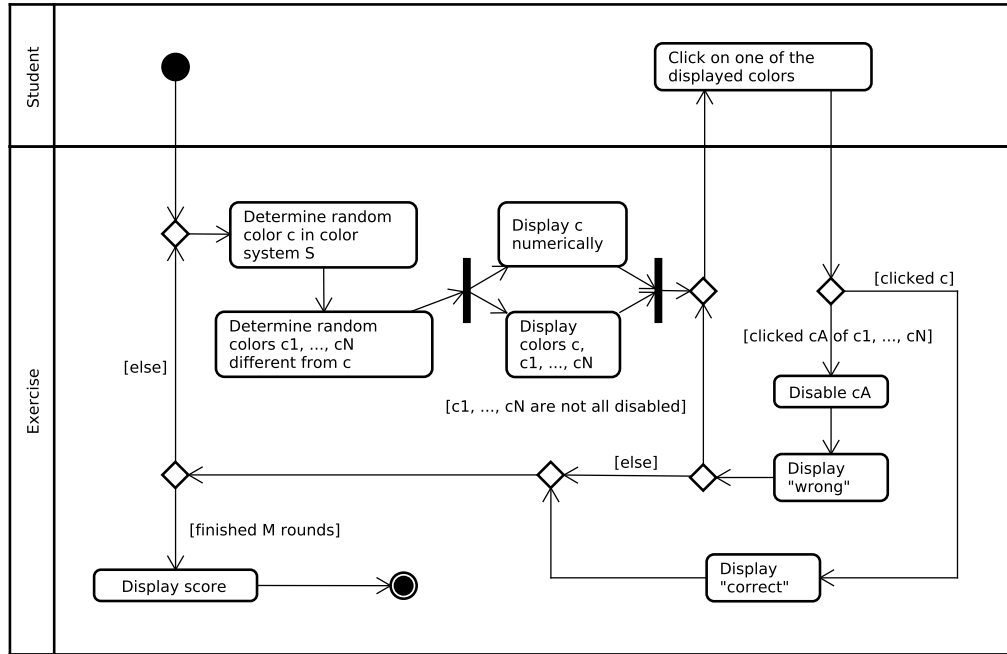 Student
Click on one of the
displayed colors
Exercise
Determine random
color c in color
system S
Display c
numerically
[clicked c]
Determine random
colors c1, ..., cN
different from c
Display
colors c,
c1, ..., cN
[clicked cA of c1, ..., cN]
[else]
Disable cA
[c1, ..., cN are not all disabled]
[else]
Display
"wrong"
[finished M rounds]
Display score
Display
"correct"